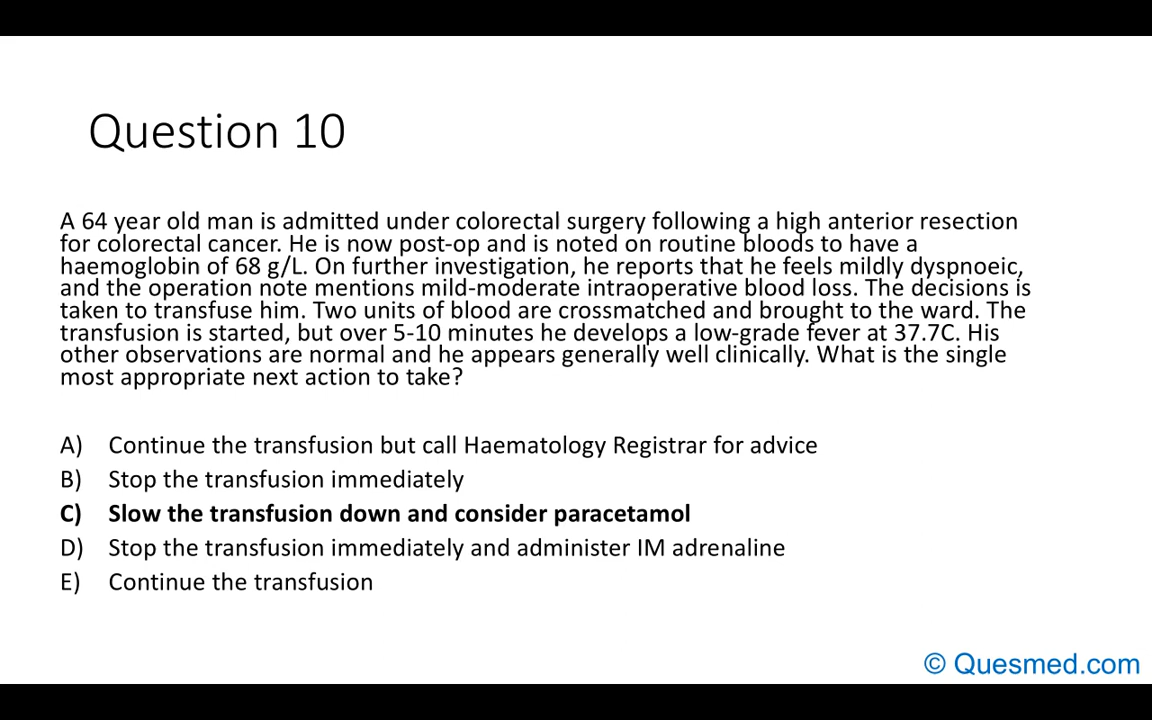 Question 10
A 64 year old man is admitted under colorectal surgery following a high anterior resection
for colorectal cancer. He is now post-op and is noted on routine bloods to have a
haemoglobin of 68 g/L. On further investigation, he reports that he feels mildly dyspnoeic,
and the operation note mentions mild-moderate intraoperative blood loss. The decisions is
taken to transfuse him. Two units of blood are crossmatched and brought to the ward. The
transfusion is started, but over 5-10 minutes he develops a low-grade fever at 37.7C. His
other observations are normal and he appears generally well clinically. What is the single
most appropriate next action to take?
A) Continue the transfusion but call Haematology Registrar for advice
B) Stop the transfusion immediately
C) Slow the transfusion down and consider paracetamol
D) Stop the transfusion immediately and administer IM adrenaline
E) Continue the transfusion
© Quesmed.com